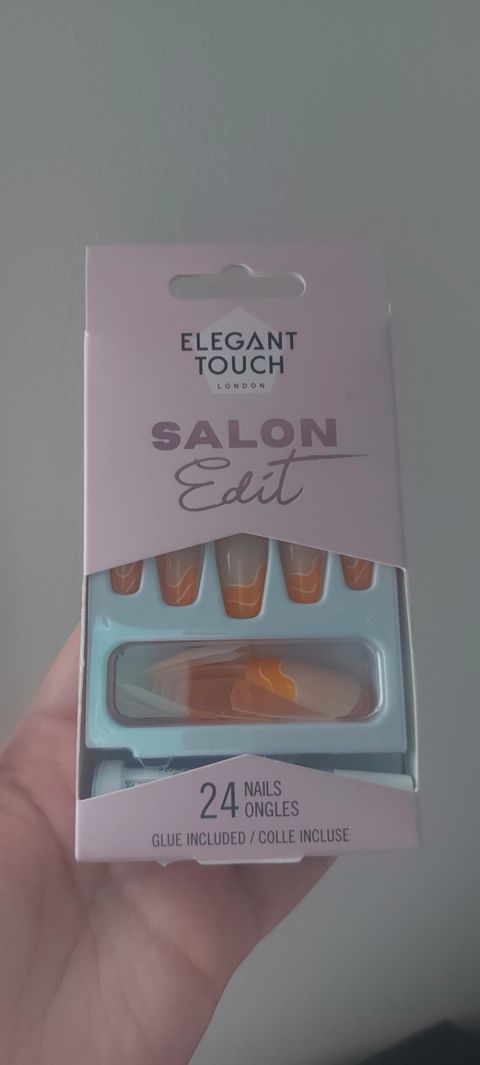 ELEGANT
TOUCH
LONDON
SALON
Edit
24 NAILS
ONGLES
GLUE INCLUDED / COLLE INCLUSE